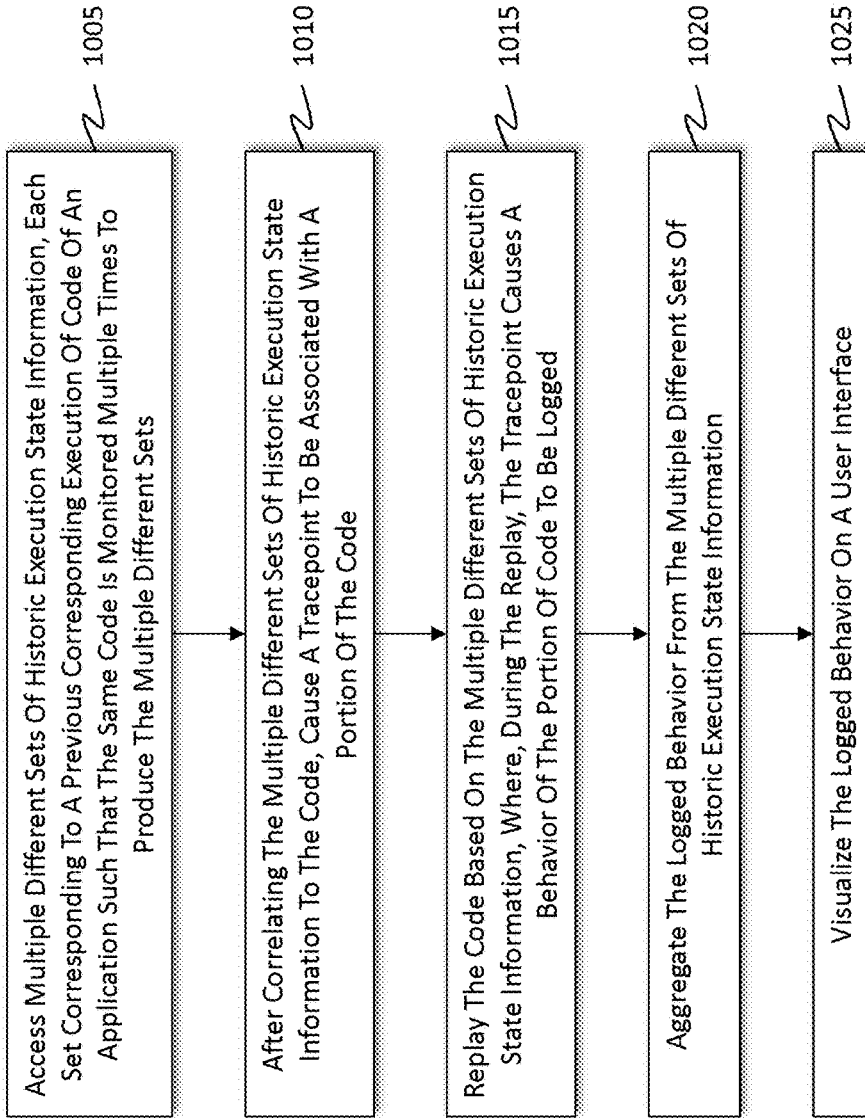 Access Multiple Different Sets Of Historic Execution State Information, Each
Set Corresponding To A Previous Corresponding Execution Of Code Of An
Application Such That The Same Code Is Monitored Multiple Times To
Produce The Multiple Different Sets
1005
After Correlating The Multiple Different Sets Of Historic Execution State
Information To The Code, Cause A Tracepoint To Be Associated With A
Portion Of The Code
1010
Replay The Code Based On The Multiple Different Sets Of Historic Execution
State Information, Where, During The Replay, The Tracepoint Causes A
Behavior Of The Portion Of Code To Be Logged
1015
Aggregate The Logged Behavior From The Multiple Different Sets Of
Historic Execution State Information
1020
Visualize The Logged Behavior On A User Interface
1025